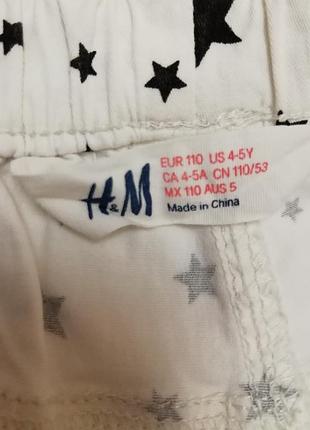 H&M
EUR 110 US 4-5Y
CA 4-5A CN 110/53
MX 110 AUS 5
Made in China